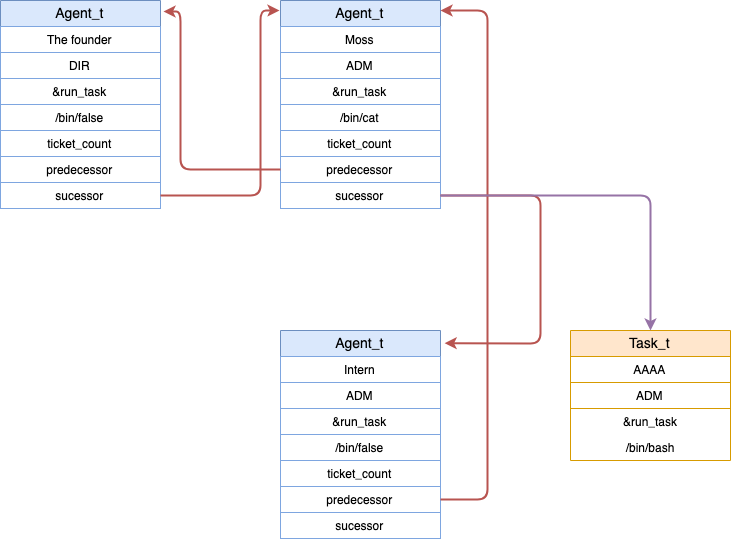 Agent_t
The founder
DIR
&run_task
/bin/false
ticket_count
predecessor
sucessor
Agent_t
Moss
ADM
&run_task
/bin/cat
ticket_count
predecessor
sucessor
Agent_t
Intern
ADM
&run_task
/bin/false
ticket_count
predecessor
sucessor
Task_t
AAAA
ADM
&run_task
/bin/bash